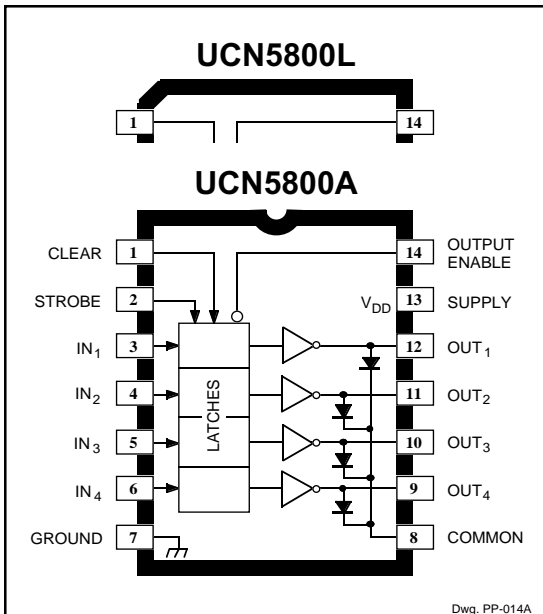 UCN5800L
1 14
UCN5800A
CLEAR 1 14 OUTPUT ENABLE
STROBE 2 VDD 13 SUPPLY
IN1 3 12 OUT1
IN2 4 11 OUT2
LATCHES
IN3 5 10 OUT3
IN4 6 9 OUT4
GROUND 7 8 COMMON
Dwg. PP-014A